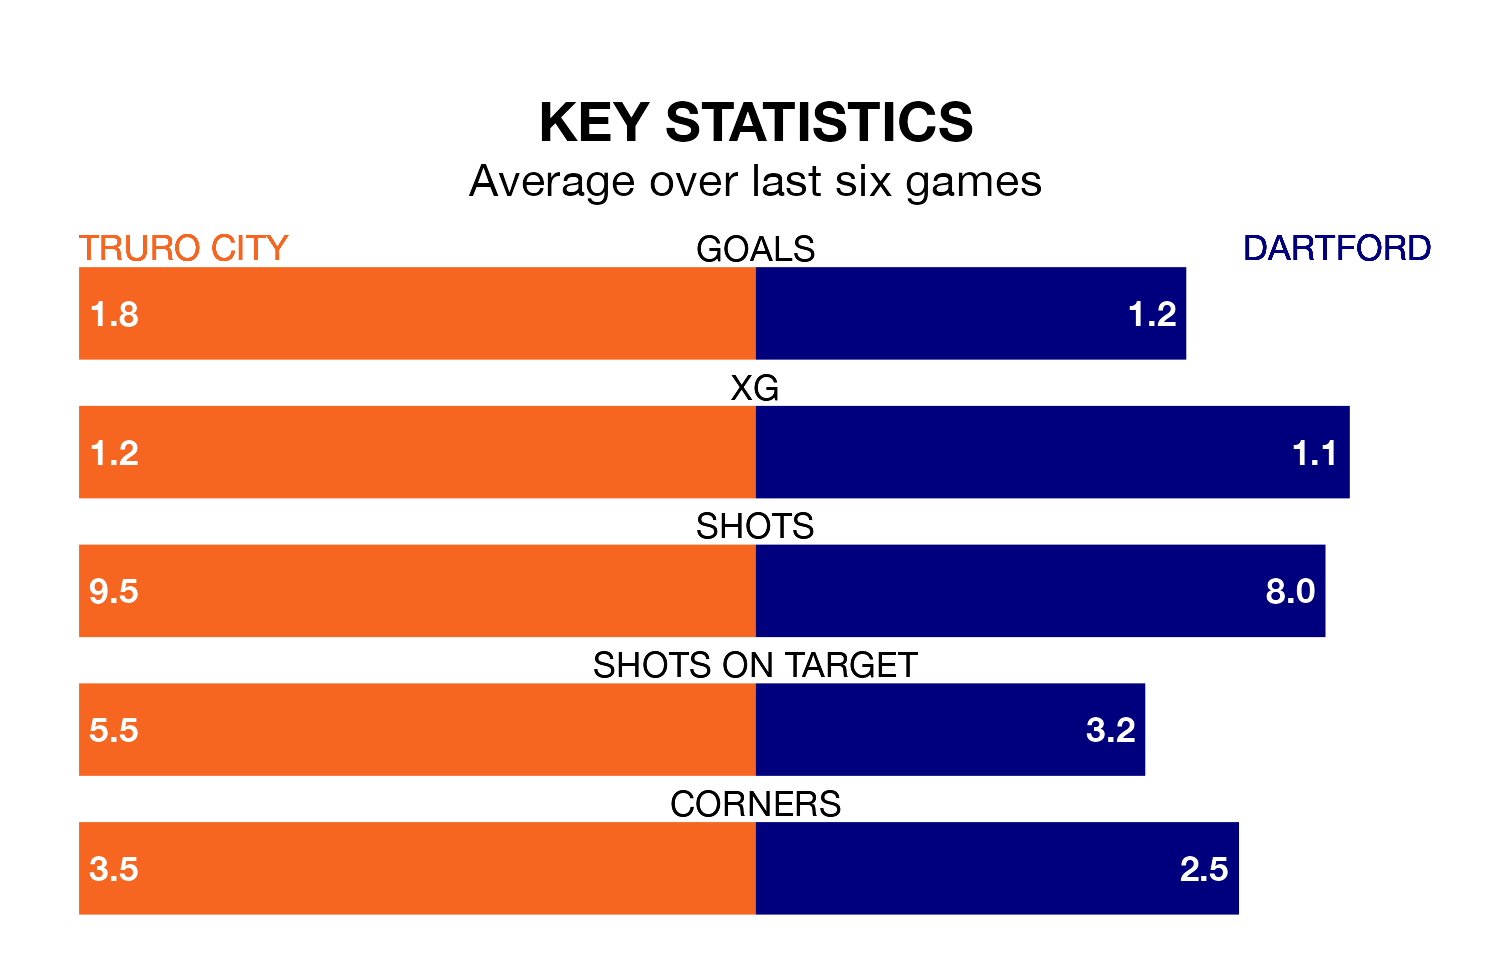 KEY STATISTICS
Average over last six games
TRURO CITY GOALS DARTFORD
1.8 1.2
XG
1.2 1.1
SHOTS
9.5 8.0
SHOTS ON TARGET
5.5 3.2
CORNERS
3.5 2.5